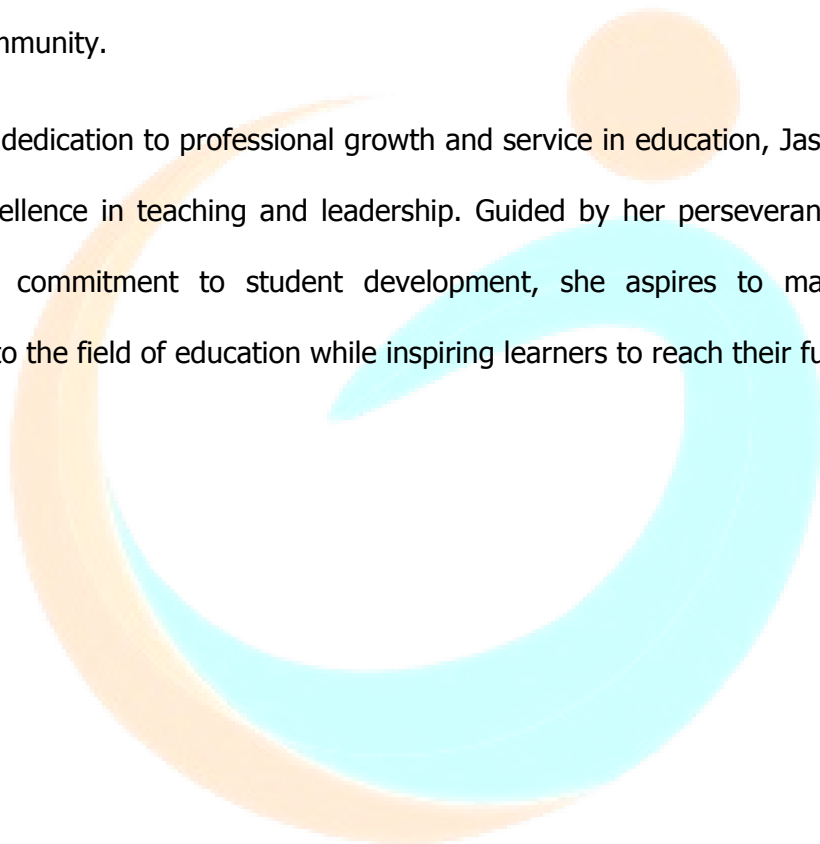 mmunity.
dedication to professional growth and service in education, Jas
ellence in teaching and leadership. Guided by her perseveran
commitment to student development, she aspires to ma
to the field of education while inspiring learners to reach their fu